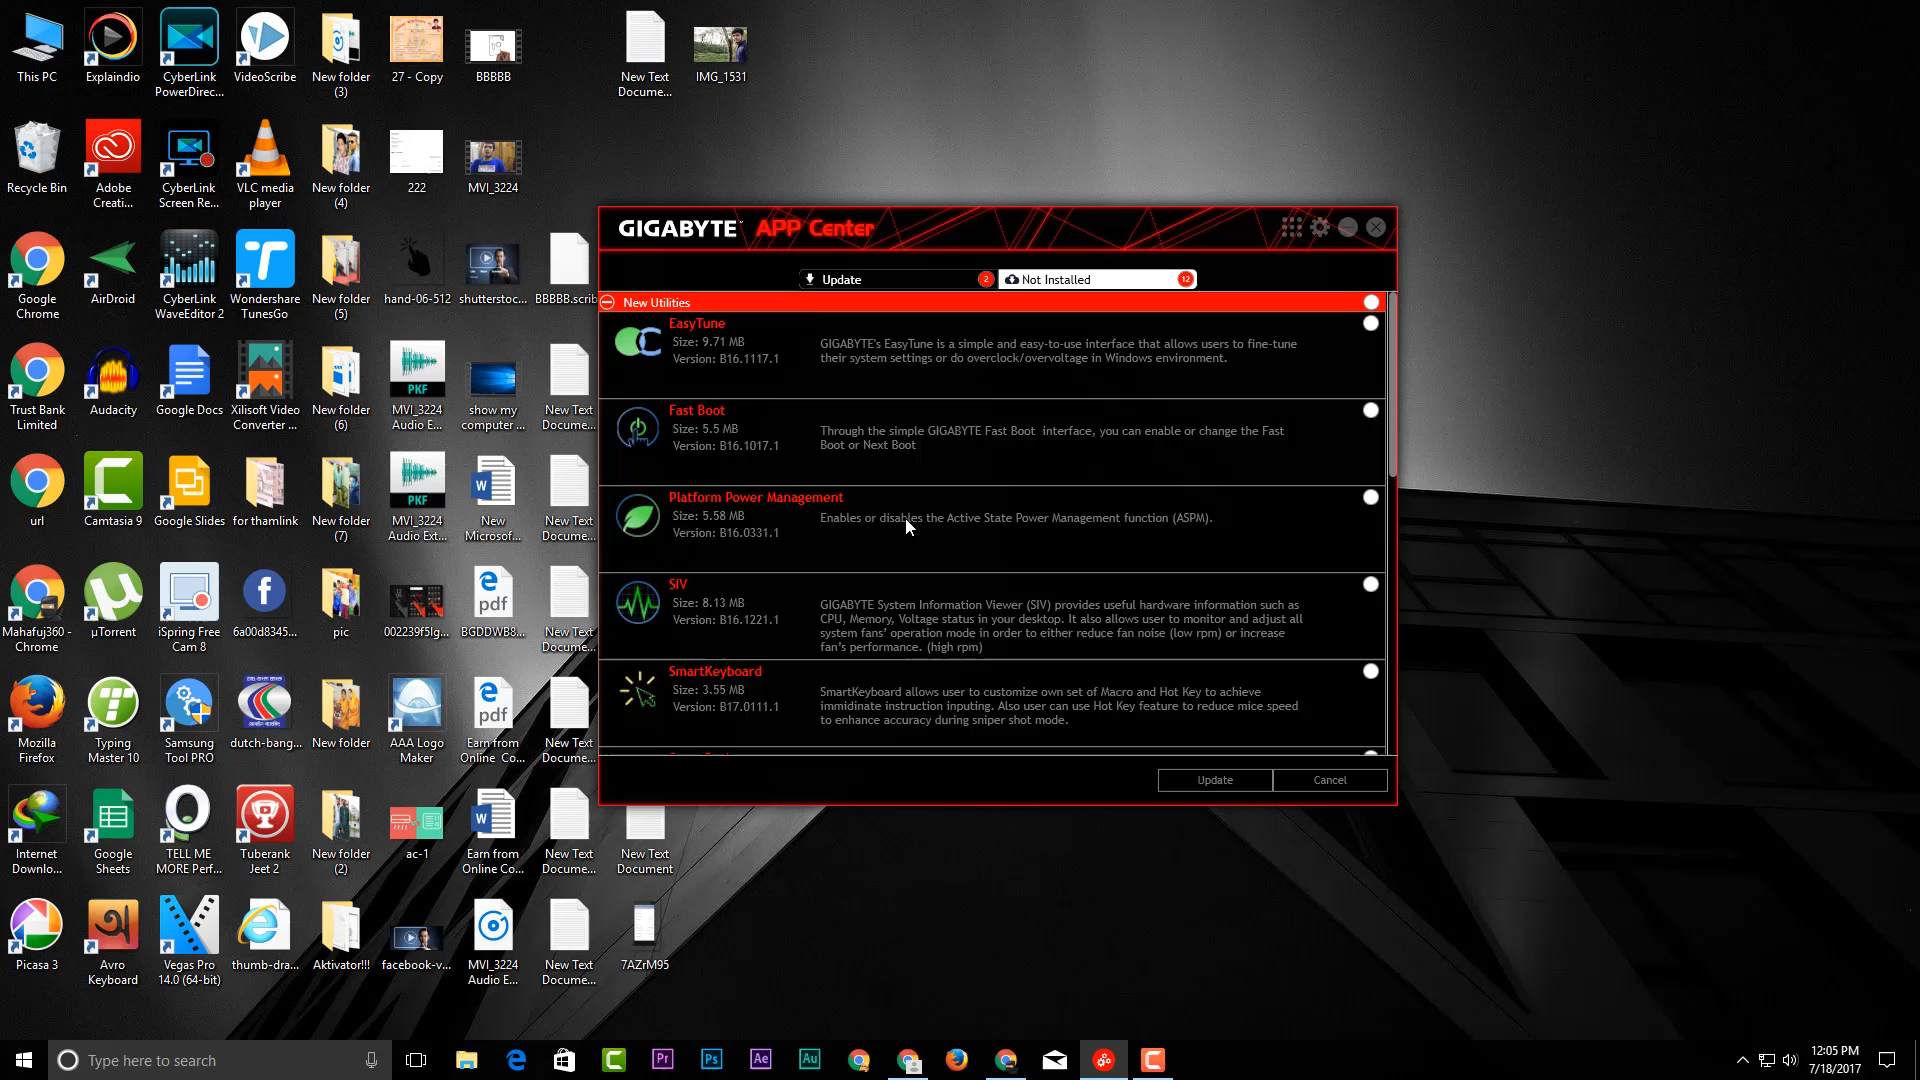 This PC
Explaindio
CyberLink
PowerDirec...
VideoScribe
New folder
(3)
27 - Copy
BBBBB
New Text
Docume...
IMG_1531
Recycle Bin
Adobe
Creati...
CyberLink
Screen Re...
VLC media
player
New folder
(4)
222
MVI_3224
Google
Chrome
AirDroid
CyberLink
WaveEditor 2
Wondershare
TunesGo
New folder
(5)
hand-06-512
shutterstoc...
BBBBB.scrib
Trust Bank
Limited
Audacity
Google Docs
Xilisoft Video
Converter ...
New folder
(6)
PKF
MVI_3224
Audio E...
show my
computer ...
New Text
Docume...
url
Camtasia 9
Google Slides
for thamlink
New folder
(7)
PKF
MVI_3224
Audio Ext...
New
Microsof...
New Text
Docume...
Mahafuj360 -
Chrome
µTorrent
iSpring Free
Cam 8
6a00d8345...
pic
002239f5lg...
pdf
BGDDWB8...
New Text
Docume...
Mozilla
Firefox
Typing
Master 10
Samsung
Tool PRO
dutch-bang...
New folder
AAA Logo
Maker
pdf
Earn from
Online Co...
New Text
Docume...
Internet
Downlo...
Google
Sheets
TELL ME
MORE Perf...
Tuberank
Jeet 2
New folder
(2)
ac-1
Earn from
Online Co...
New Text
Docume...
New Text
Document
Picasa 3
Avro
Keyboard
Vegas Pro
14.0 (64-bit)
thumb-dra...
Aktivator!!!
facebook-v...
MVI_3224
Audio E...
New Text
Docume...
7AZrM95
GIGABYTE APP Center
Update 2
Not Installed 12
New Utilities
EasyTune
Size: 9.71 MB
Version: B16.1117.1
GIGABYTE's EasyTune is a simple and easy-to-use interface that allows users to fine-tune
their system settings or do overclock/overvoltage in Windows environment.
Fast Boot
Size: 5.5 MB
Version: B16.1017.1
Through the simple GIGABYTE Fast Boot interface, you can enable or change the Fast
Boot or Next Boot
Platform Power Management
Size: 5.58 MB
Version: B16.0331.1
Enables or disables the Active State Power Management function (ASPM).
SIV
Size: 8.13 MB
Version: B16.1221.1
GIGABYTE System Information Viewer (SIV) provides useful hardware information such as
CPU, Memory, Voltage status in your desktop. It also allows user to monitor and adjust all
system fans' operation mode in order to either reduce fan noise (low rpm) or increase
fan's performance. (high rpm)
SmartKeyboard
Size: 3.55 MB
Version: B17.0111.1
SmartKeyboard allows user to customize own set of Macro and Hot Key to achieve
immidinate instruction inputing. Also user can use Hot Key feature to reduce mice speed
to enhance accuracy during sniper shot mode.
Update
Cancel
Type here to search
Pr
Ps
Ae
Au
12:05 PM
7/18/2017